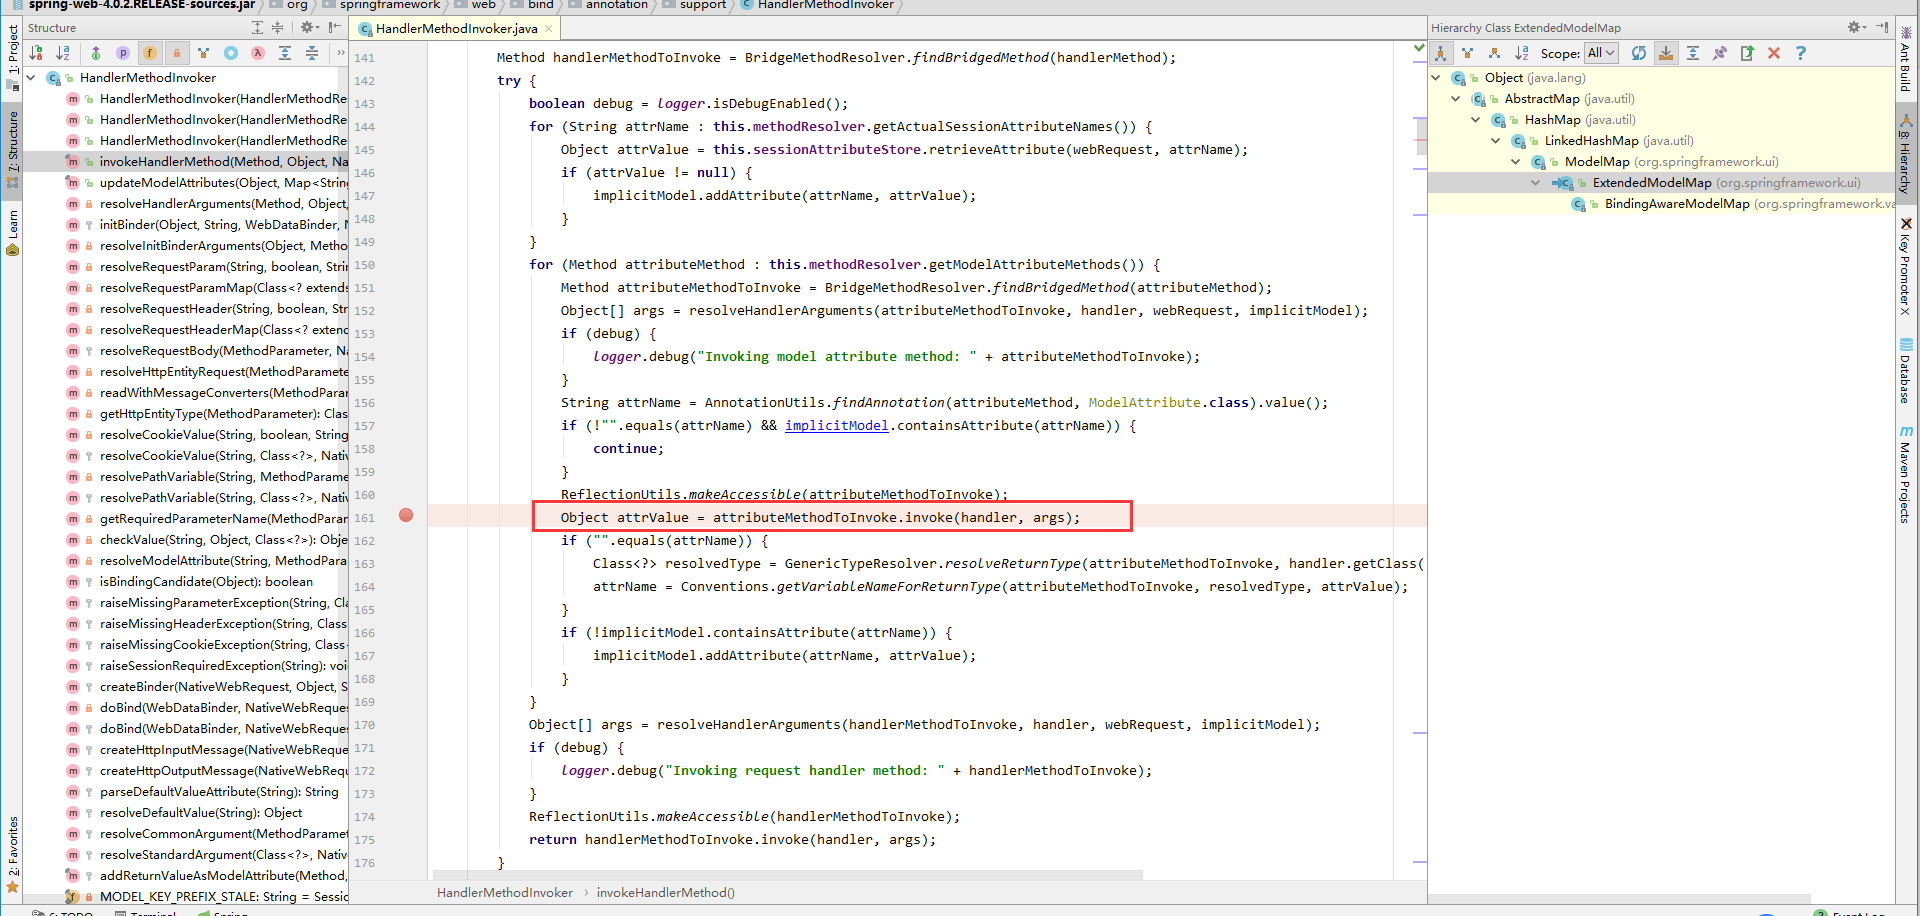 spring-web-4.0.2.RELEASE-sources.jar org springframework web bind annotation support HandlerMethodInvoker
Structure
HandlerMethodInvoker
HandlerMethodInvoker(HandlerMethodRe
HandlerMethodInvoker(HandlerMethodRe
HandlerMethodInvoker(HandlerMethodRe
invokeHandlerMethod(Method, Object, Na
updateModelAttributes(Object, Map<String
resolveHandlerArguments(Method, Object,
initBinder(Object, String, WebDataBinder, N
resolveInitBinderArguments(Object, Metho
resolveRequestParam(String, boolean, Strin
resolveRequestParamMap(Class<? extends
resolveRequestHeader(String, boolean, Str
resolveRequestHeaderMap(Class<? extend
resolveRequestBody(MethodParameter, Na
resolveHttpEntityRequest(MethodParamete
readWithMessageConverters(MethodParam
getHttpEntityType(MethodParameter): Clas
resolveCookieValue(String, boolean, String
resolveCookieValue(String, Class<?>, Nativ
resolvePathVariable(String, MethodParame
resolvePathVariable(String, Class<?>, Nativ
getRequiredParameterName(MethodParam
checkValue(String, Object, Class<?>): Obje
resolveModelAttribute(String, MethodPara
isBindingCandidate(Object): boolean
raiseMissingParameterException(String, Cla
raiseMissingHeaderException(String, Class
raiseMissingCookieException(String, Class<
raiseSessionRequiredException(String): voi
createBinder(NativeWebRequest, Object, S
doBind(WebDataBinder, NativeWebReque
doBind(WebDataBinder, NativeWebReque
createHttpInputMessage(NativeWebReque
createHttpOutputMessage(NativeWebRequ
parseDefaultValueAttribute(String): String
resolveDefaultValue(String): Object
resolveCommonArgument(MethodParamet
resolveStandardArgument(Class<?>, Native
addReturnValueAsModelAttribute(Method,
MODEL_KEY_PREFIX_STALE: String = Sessic
1: Project
7: Structure
Learn
2: Favorites
HandlerMethodInvoker.java
141 Method handlerMethodToInvoke = BridgeMethodResolver.findBridgedMethod(handlerMethod);
142 try {
143 boolean debug = logger.isDebugEnabled();
144 for (String attrName : this.methodResolver.getActualSessionAttributeNames()) {
145 Object attrValue = this.sessionAttributeStore.retrieveAttribute(webRequest, attrName);
146 if (attrValue != null) {
147 implicitModel.addAttribute(attrName, attrValue);
148 }
149 }
150 for (Method attributeMethod : this.methodResolver.getModelAttributeMethods()) {
151 Method attributeMethodToInvoke = BridgeMethodResolver.findBridgedMethod(attributeMethod);
152 Object[] args = resolveHandlerArguments(attributeMethodToInvoke, handler, webRequest, implicitModel);
153 if (debug) {
154 logger.debug("Invoking model attribute method: " + attributeMethodToInvoke);
155 }
156 String attrName = AnnotationUtils.findAnnotation(attributeMethod, ModelAttribute.class).value();
157 if (!"".equals(attrName) && implicitModel.containsAttribute(attrName)) {
158 continue;
159 }
160 ReflectionUtils.makeAccessible(attributeMethodToInvoke);
161 Object attrValue = attributeMethodToInvoke.invoke(handler, args);
162 if ("".equals(attrName)) {
163 Class<?> resolvedType = GenericTypeResolver.resolveReturnType(attributeMethodToInvoke, handler.getClass(
164 attrName = Conventions.getVariableNameForReturnType(attributeMethodToInvoke, resolvedType, attrValue);
165 }
166 if (!implicitModel.containsAttribute(attrName)) {
167 implicitModel.addAttribute(attrName, attrValue);
168 }
169 }
170 Object[] args = resolveHandlerArguments(handlerMethodToInvoke, handler, webRequest, implicitModel);
171 if (debug) {
172 logger.debug("Invoking request handler method: " + handlerMethodToInvoke);
173 }
174 ReflectionUtils.makeAccessible(handlerMethodToInvoke);
175 return handlerMethodToInvoke.invoke(handler, args);
176 }
HandlerMethodInvoker › invokeHandlerMethod()
Hierarchy Class ExtendedModelMap
Scope: All
Object (java.lang)
AbstractMap (java.util)
HashMap (java.util)
LinkedHashMap (java.util)
ModelMap (org.springframework.ui)
ExtendedModelMap (org.springframework.ui)
BindingAwareModelMap (org.springframework.va
Ant Build
8: Hierarchy
Key Promoter X
Database
Maven Projects
6: TODO Terminal Spring
Event Log